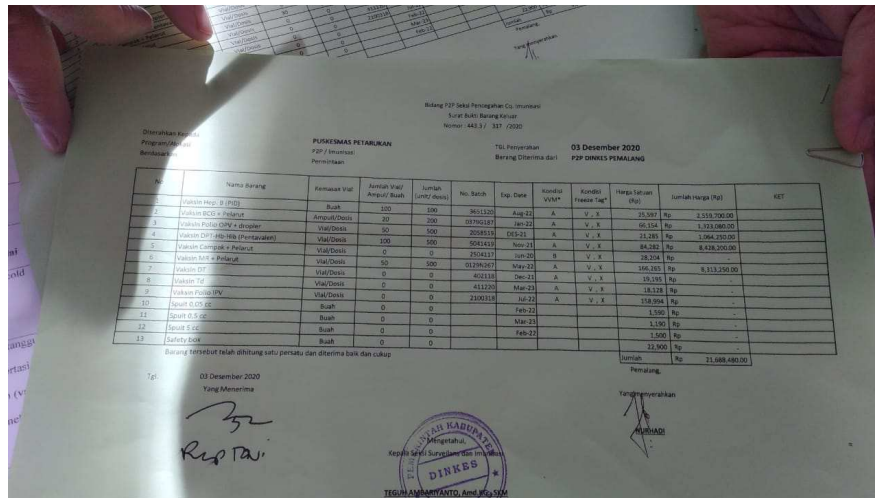 Bidang P2P Seksi Pencegahan Cq. Imunisasi
Surat Bukti Barang Keluar
Nomor : 443.3 / 337 /2020
Diterahkan Kepada
PUSKESMAS PETARUKAN
TGL Penyerahan 03 Desember 2020
Program/
P2P / Imunisasi
Barang Diterima dari P2P DINKES PEMALANG
Berdasarkan
Permintaan
No Nama Barang Kemasan Vial Jumlah Vial/ Ampul/ Buah Jumlah (unit/ dosis) No. Batch Exp. Date Kondisi VVM* Kondisi Freeze Tag* Harga Satuan (Rp) Jumlah Harga (Rp) KET
Vaksin Hep. B (PID) Buah 100 100 Aug-22 A V , X 25,597 Rp 2,559,700.00
Vaksin BCG + Pelarut Ampul/Dosis 20 200 Jan-22 A V , X 66,154 Rp 1,323,080.00
Vaksin Polio OPV + dropler Vial/Dosis 50 500 DES-21 A V , X 21,285 Rp 1,064,250.00
Vaksin DPT-Hb-Hib (Pentavalen) Vial/Dosis 100 500 Nov-21 A V , X 84,282 Rp 8,428,200.00
5 Vaksin Campak + Pelarut Vial/Dosis 0 0 2504117 Jun-20 B V , X 28,204 Rp -
6 Vaksin MR + Pelarut Vial/Dosis 50 500 May-22 A V , X 166,265 Rp 8,313,250.00
7 Vaksin DT Vial/Dosis 0 0 402118 Dec-21 A V , X 19,195 Rp -
8 Vaksin Td Vial/Dosis 0 0 411220 Mar-23 A V , X 18,128 Rp -
9 Vaksin Polio IPV Vial/Dosis 0 0 2100318 Jul-22 A V , X 158,994 Rp -
10 Spuit 0,05 cc Buah 0 0 Feb-22 1,590 Rp -
11 Spuit 0,5 cc Buah 0 0 Mar-23 1,190 Rp -
12 Spuit 5 cc Buah 0 0 Feb-22 1,500 Rp -
13 Safety box Buah 0 0 22,900 Rp -
Barang tersebut telah dihitung satu persatu dan diterima baik dan cukup
Jumlah Rp 21,688,480.00
Tgl. 03 Desember 2020
Pemalang,
Yang Menerima
Yang menyerahkan
NURHADI
Mengetahui,
Kepala Seksi Surveilans dan Imunisasi
PEMERINTAH KABUPATEN
DINKES
TEGUH AMBARIYANTO, Amd.KG, SKM